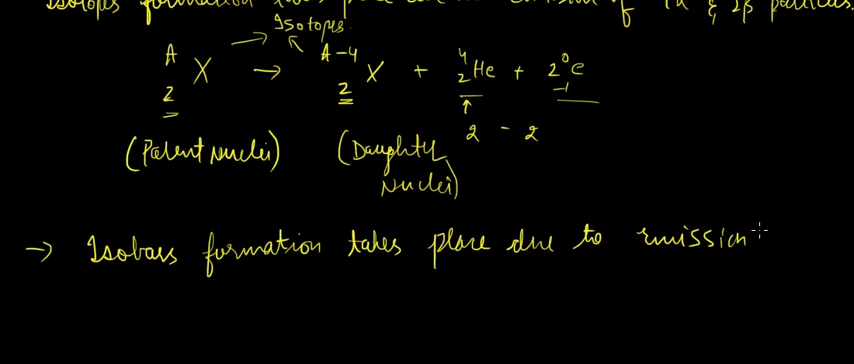 Isotopes formation takes place due to emission of 1α & 2β particles.
Isotopes.
A Z X → A-4 Z X + 4 2 He + 2 0 -1 e
2 - 2
(Parent Nuclei) (Daughter Nuclei)
→ Isobars formation takes place due to emission